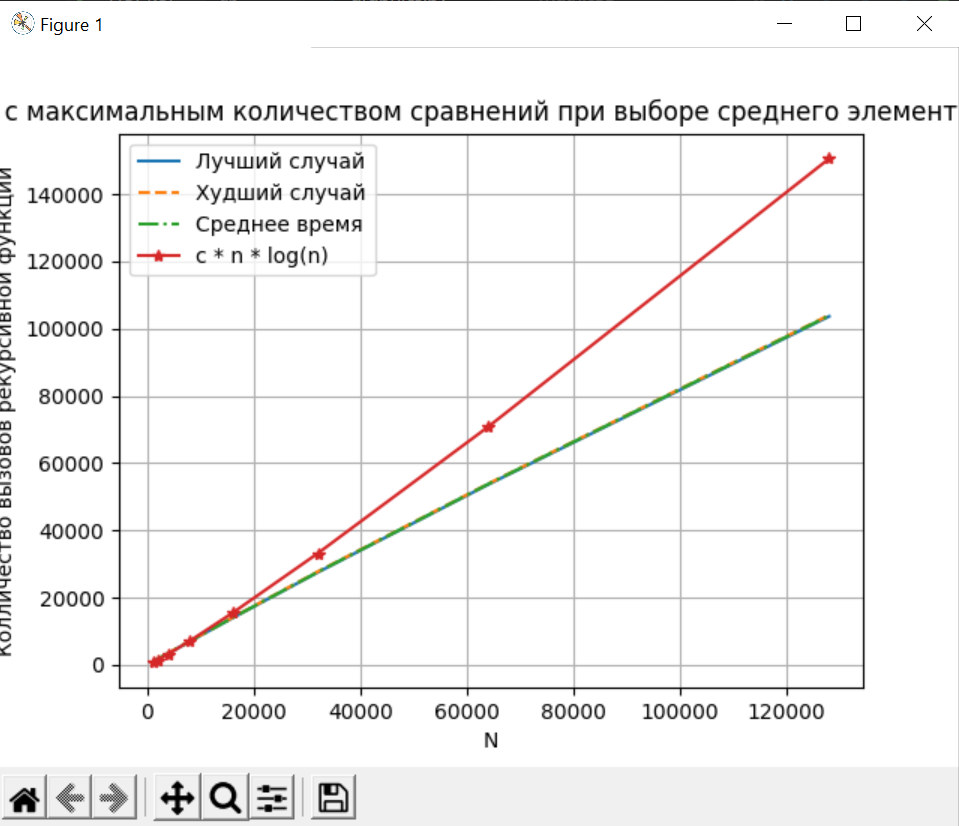 Figure 1
с максимальным количеством сравнений при выборе среднего элемент
Лучший случай
Худший случай
Среднее время
c * n * log(n)
колличество вызовов рекурсивной функции
140000
120000
100000
80000
60000
40000
20000
0
0 20000 40000 60000 80000 100000 120000
N